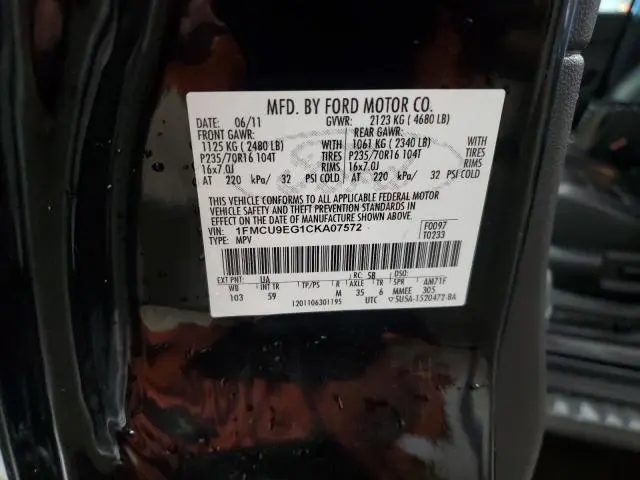 MFD. BY FORD MOTOR CO.
DATE: 06/11 GVWR: 2123 KG ( 4680 LB)
FRONT GAWR: REAR GAWR:
1125 KG ( 2480 LB) WITH 1061 KG ( 2340 LB) WITH
P235/70R16 104T TIRES P235/70R16 104T TIRES
16x7.0J RIMS 16x7.0J RIMS
AT 220 kPa/ 32 PSI COLD AT 220 kPa/ 32 PSI COLD
THIS VEHICLE CONFORMS TO ALL APPLICABLE FEDERAL MOTOR
VEHICLE SAFETY AND THEFT PREVENTION STANDARDS IN
EFFECT ON THE DATE OF MANUFACTURE SHOWN ABOVE.
VIN: 1FMCU9EG1CKA07572 F0097
TYPE: MPV T0233
EXT PNT: UA RC: 58 DSO:
WB INT TR TP/PS R AXLE TR SPR AM71F
103 59 M 35 6 MMEE 305
1201106301195 UTC ▽5U5A-1520472-BA